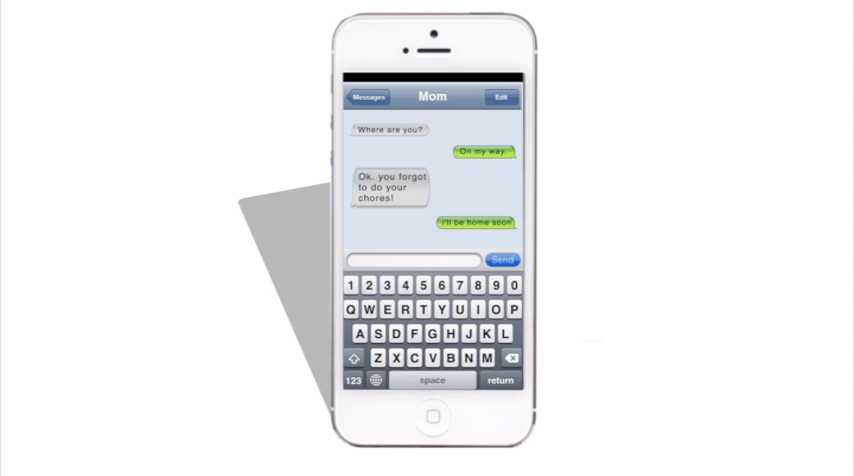 Messages Mom Edit
Where are you?
On my way.
Ok. you forgot
to do your
chores!
I'll be home soon
Send
1 2 3 4 5 6 7 8 9 0
Q W E R T Y U I O P
A S D F G H J K L
Z X C V B N M
123 space return